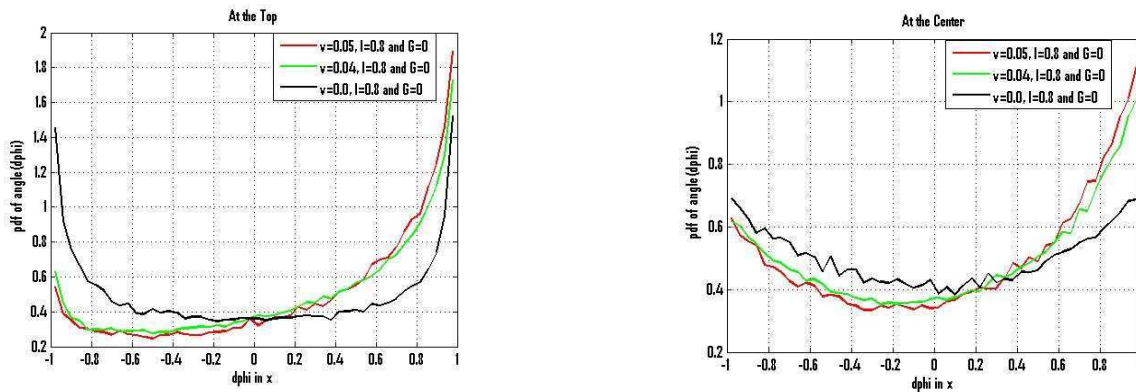 At the Top
v=0.05, I=0.8 and G=0
v=0.04, I=0.8 and G=0
v=0.0, I=0.8 and G=0
pdf of angle (dphi)
2
1.8
1.6
1.4
1.2
1
0.8
0.6
0.4
0.2
-1 -0.8 -0.6 -0.4 -0.2 0 0.2 0.4 0.6 0.8 1
dphi in x
At the Center
v=0.05, I=0.8 and G=0
v=0.04, I=0.8 and G=0
v=0.0, I=0.8 and G=0
pdf of angle(dphi)
1.2
1
0.8
0.6
0.4
0.2
-1 -0.8 -0.6 -0.4 -0.2 0 0.2 0.4 0.6 0.8
dphi in x